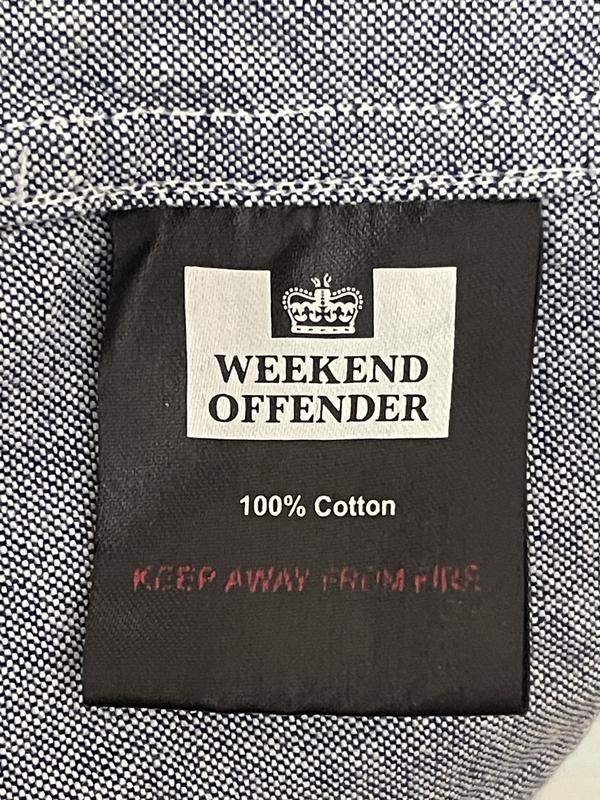 WEEKEND
OFFENDER
100% Cotton
KEEP AWAY FROM FIRE